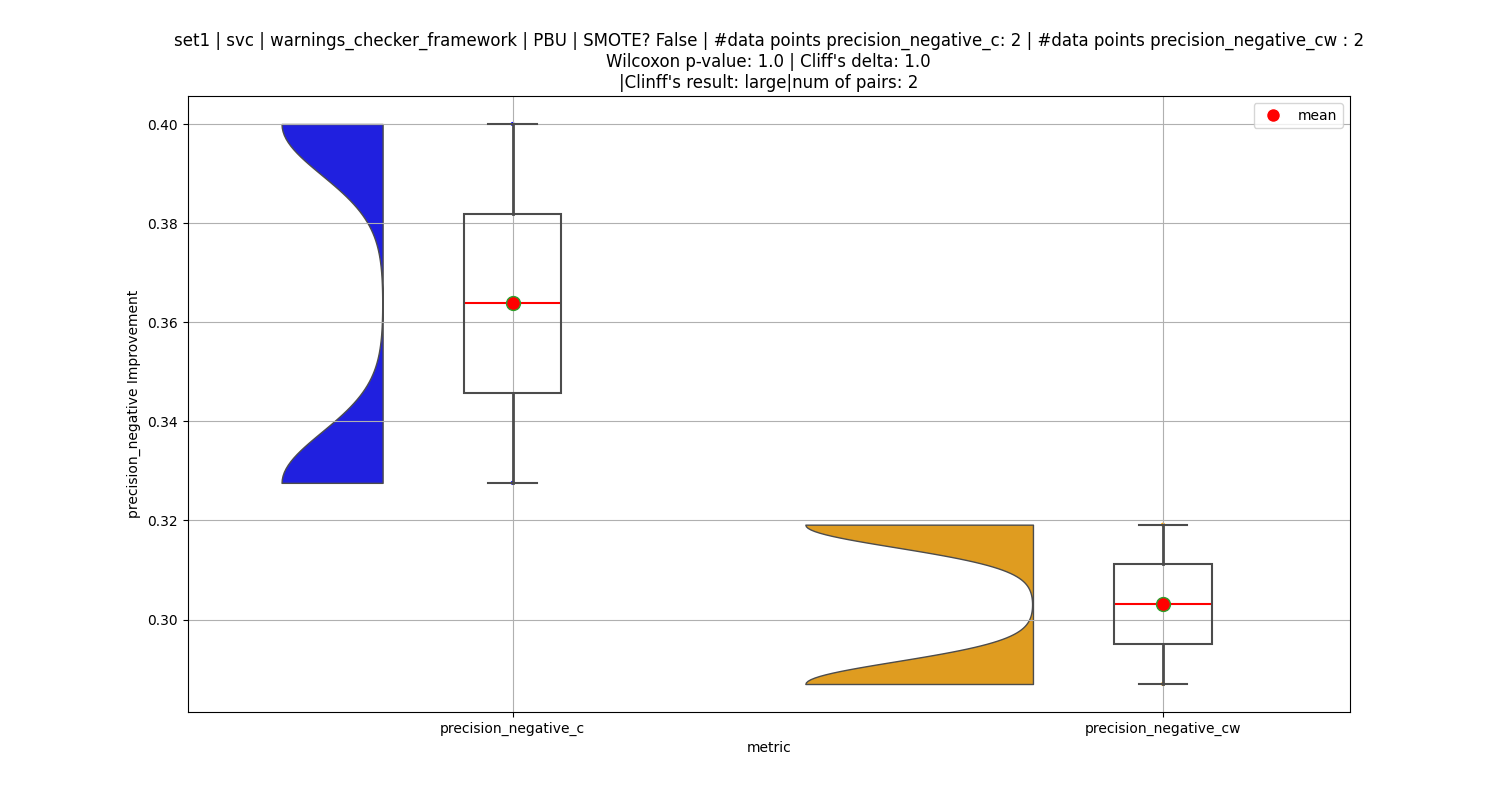 set1 | svc | warnings_checker_framework | PBU | SMOTE? False | #data points precision_negative_c: 2 | #data points precision_negative_cw : 2
Wilcoxon p-value: 1.0 | Cliff's delta: 1.0
|Clinff's result: large|num of pairs: 2
mean
0.40
0.38
0.36
0.34
0.32
0.30
precision_negative Improvement
precision_negative_c
precision_negative_cw
metric